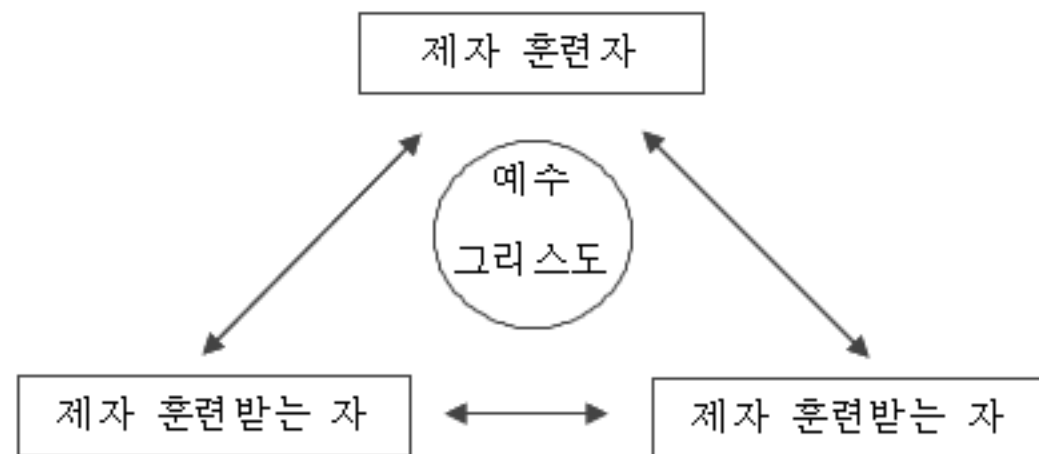 제자 훈련자
예수
그리스도
제자 훈련받는 자
제자 훈련받는 자